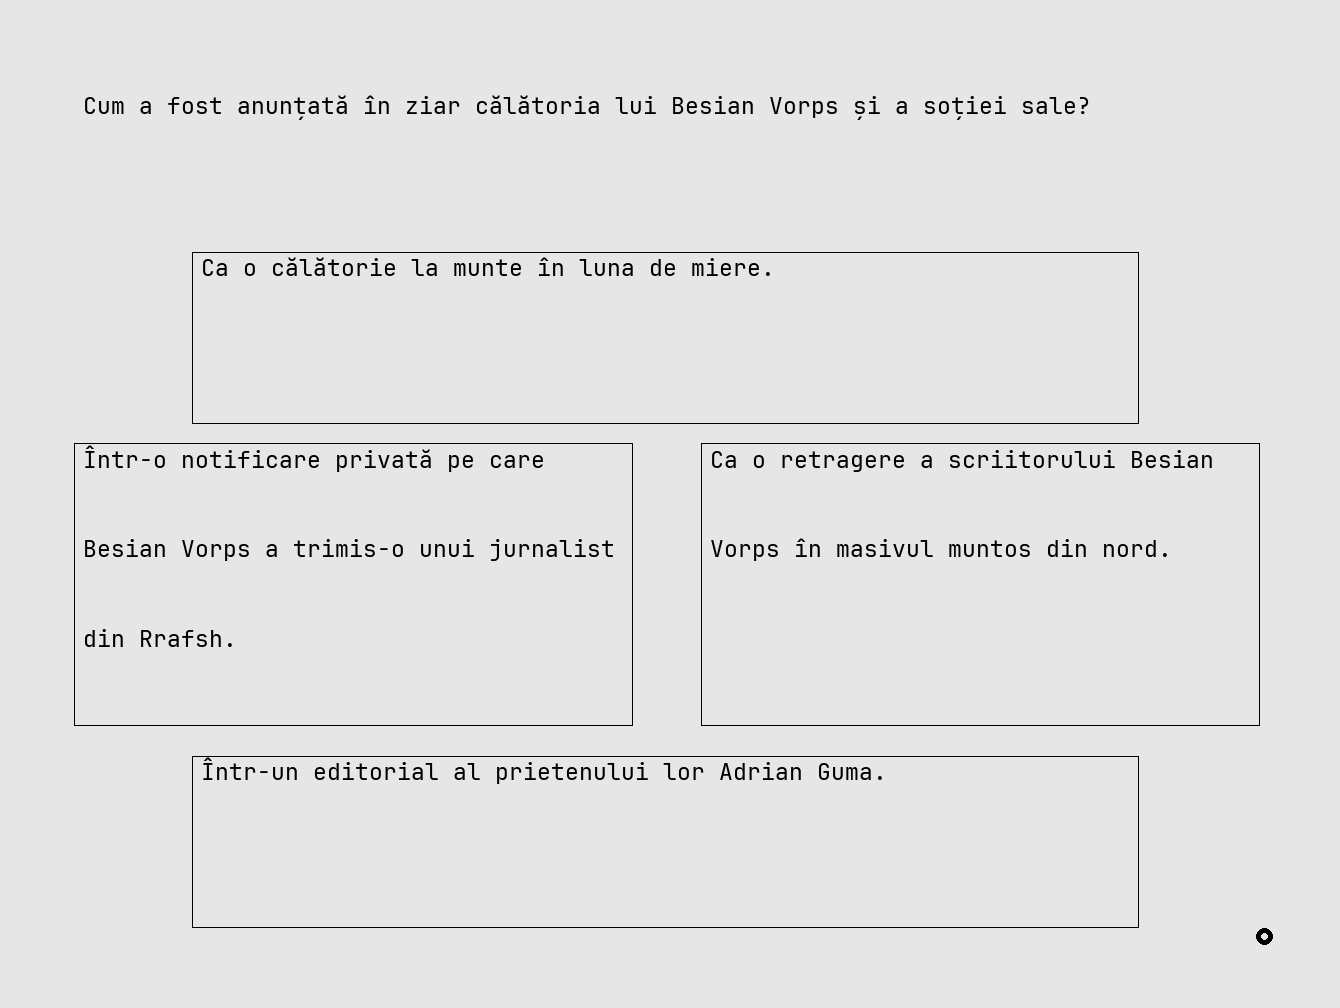 Cum a fost anunțată în ziar călătoria lui Besian Vorps și a soției sale?
Ca o călătorie la munte în luna de miere.
Într-o notificare privată pe care
Besian Vorps a trimis-o unui jurnalist
din Rrafsh.
Ca o retragere a scriitorului Besian
Vorps în masivul muntos din nord.
Într-un editorial al prietenului lor Adrian Guma.